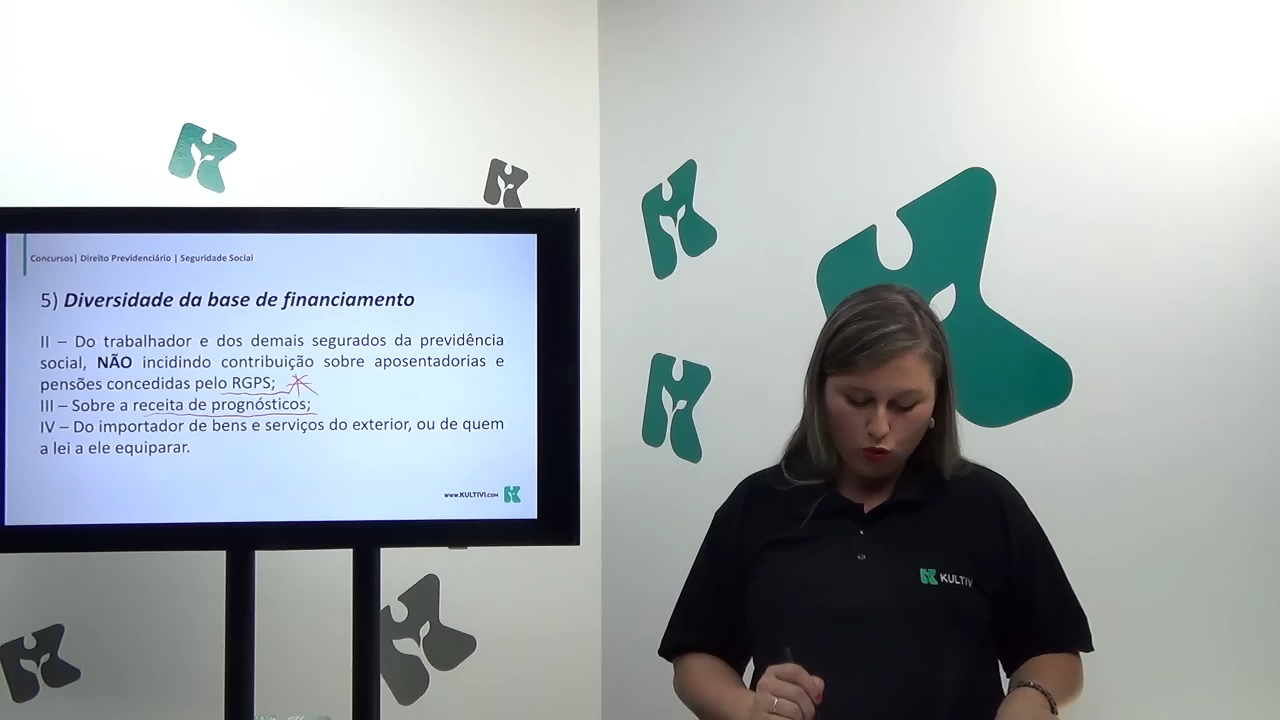 Concursos| Direito Previdenciário | Seguridade Social
5) Diversidade da base de financiamento
II – Do trabalhador e dos demais segurados da previdência
social, NÃO incidindo contribuição sobre aposentadorias e
pensões concedidas pelo RGPS;
III – Sobre a receita de prognósticos;
IV – Do importador de bens e serviços do exterior, ou de quem
a lei a ele equiparar.
www.KULTIVI.COM
KULTIVI